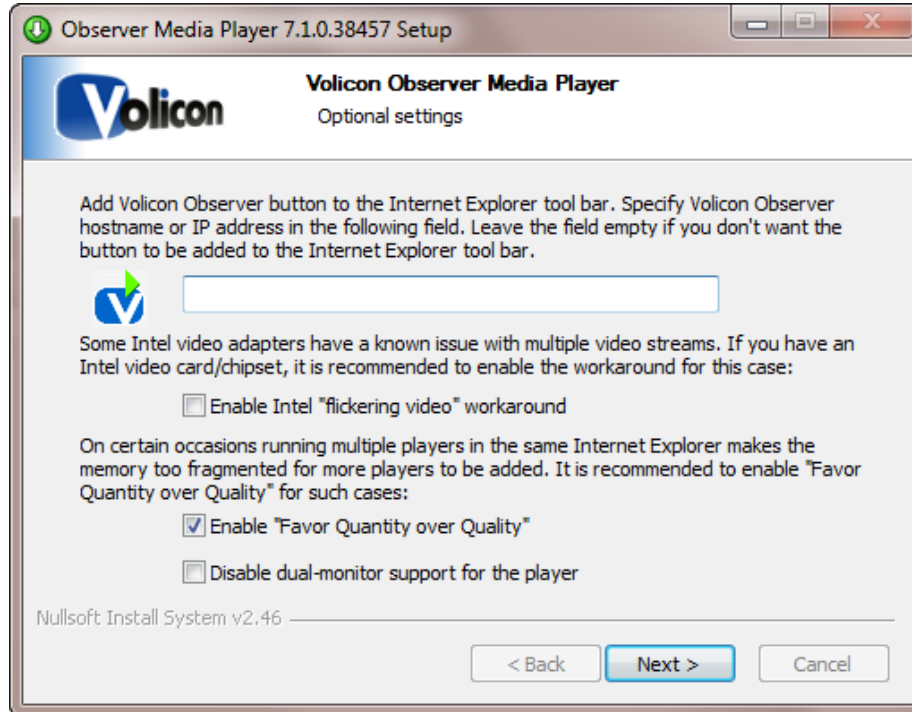 Observer Media Player 7.1.0.38457 Setup
Volicon
Volicon Observer Media Player
Optional settings
Add Volicon Observer button to the Internet Explorer tool bar. Specify Volicon Observer
hostname or IP address in the following field. Leave the field empty if you don't want the
button to be added to the Internet Explorer tool bar.
V
Some Intel video adapters have a known issue with multiple video streams. If you have an
Intel video card/chipset, it is recommended to enable the workaround for this case:
Enable Intel "flickering video" workaround
On certain occasions running multiple players in the same Internet Explorer makes the
memory too fragmented for more players to be added. It is recommended to enable "Favor
Quantity over Quality" for such cases:
Enable "Favor Quantity over Quality"
Disable dual-monitor support for the player
Nullsoft Install System v2.46
< Back Next > Cancel